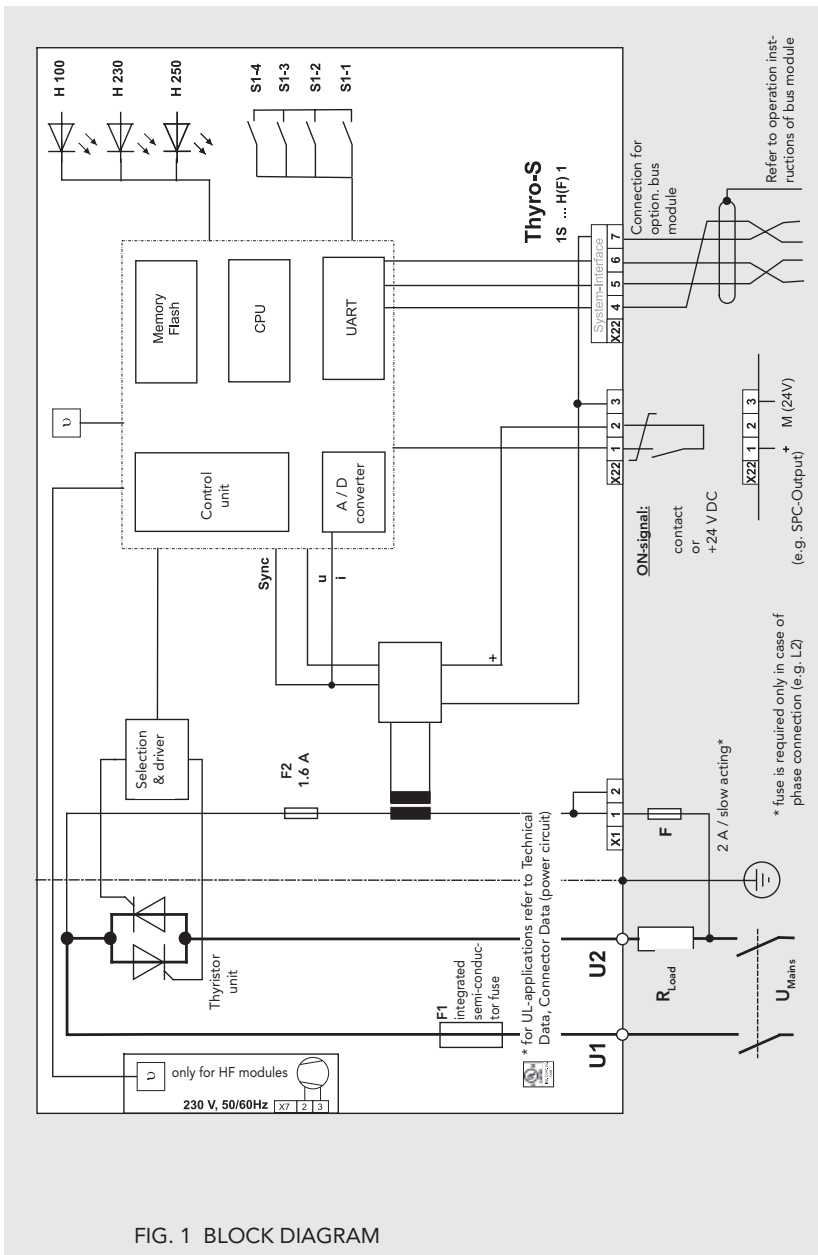 H 100
H 230
H 250
S1-4
S1-3
S1-2
S1-1
Memory
Flash
CPU
UART
Control
unit
A / D
converter
υ
Thyro-S
1S ... H(F) 1
System-Interface
X22 4 5 6 7
Connection for
option. bus
module
Refer to operation inst-
ructions of bus module
Sync
u
i
+
X22 1 2 3
ON-signal:
contact
or
+24 V DC
X22 1 2 3
+ M (24V)
(e.g. SPC-Output)
Selection
& driver
F2
1.6 A
X1 1 2
F
2 A / slow acting*
* fuse is required only in case of
phase connection (e.g. L2)
Thyristor
unit
F1
integrated
semi-conduc-
tor fuse
* for UL-applications refer to Technical
Data, Connector Data (power circuit)
U2
U1
R Load
U Mains
υ
only for HF modules
230 V, 50/60Hz X7 2 3
FIG. 1 BLOCK DIAGRAM